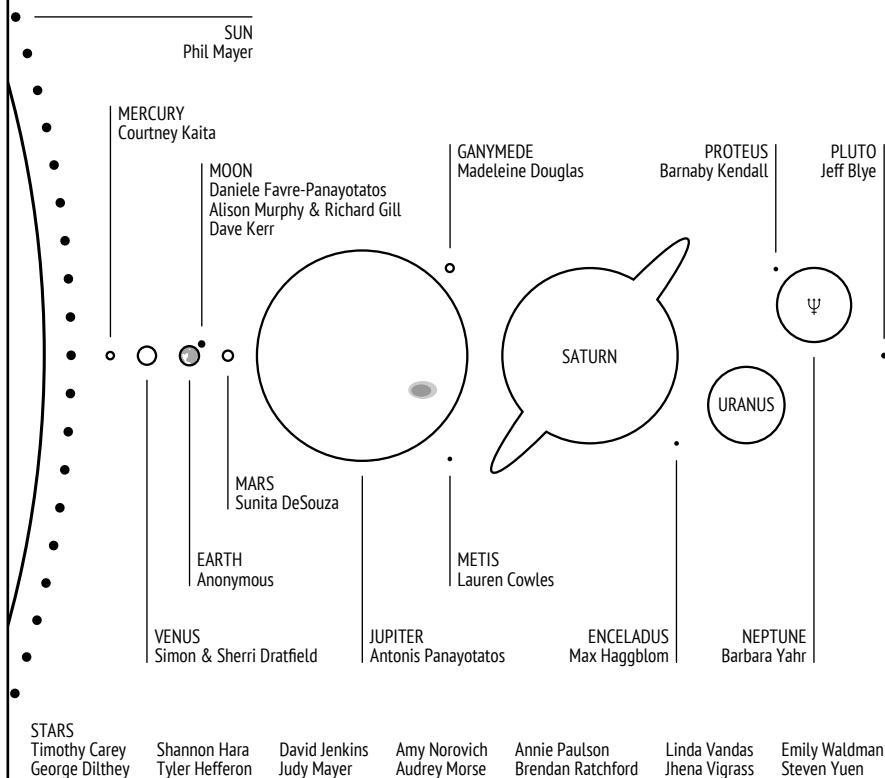 SUN
Phil Mayer
MERCURY
Courtney Kaita
MOON
Daniele Favre-Panayotatos
Alison Murphy & Richard Gill
Dave Kerr
GANYMEDE
Madeleine Douglas
PROTEUS
Barnaby Kendall
PLUTO
Jeff Blye
♆
SATURN
URANUS
MARS
Sunita DeSouza
EARTH
Anonymous
METIS
Lauren Cowles
VENUS
Simon & Sherri Dratfield
JUPITER
Antonis Panayotatos
ENCELADUS
Max Haggblom
NEPTUNE
Barbara Yahr
STARS
Timothy Carey Shannon Hara David Jenkins Amy Norovich Annie Paulson Linda Vandas Emily Waldman
George Dilthey Tyler Hefferon Judy Mayer Audrey Morse Brendan Ratchford Jhena Vigrass Steven Yuen